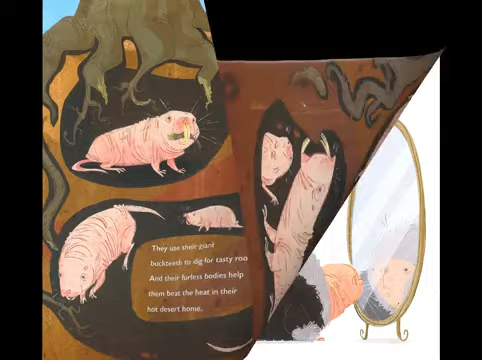 They use their giant
buckteeth to dig for tasty roo
And their furless bodies help
them beat the heat in their
hot desert home.